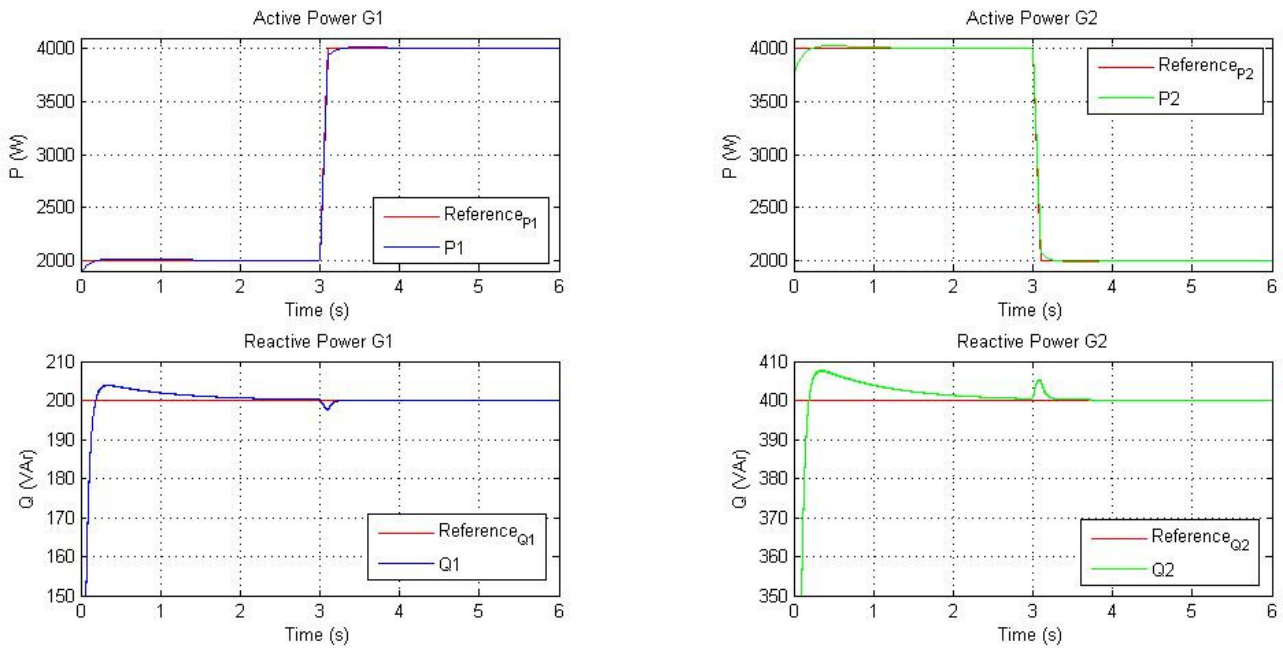 Active Power G1
4000
3500
3000
2500
2000
P (W)
Reference_P1
P1
0 1 2 3 4 5 6
Time (s)
Active Power G2
4000
3500
3000
2500
2000
P (W)
Reference_P2
P2
0 1 2 3 4 5 6
Time (s)
Reactive Power G1
210
200
190
180
170
160
150
Q (VAr)
Reference_Q1
Q1
0 1 2 3 4 5 6
Time (s)
Reactive Power G2
410
400
390
380
370
360
350
Q (VAr)
Reference_Q2
Q2
0 1 2 3 4 5 6
Time (s)